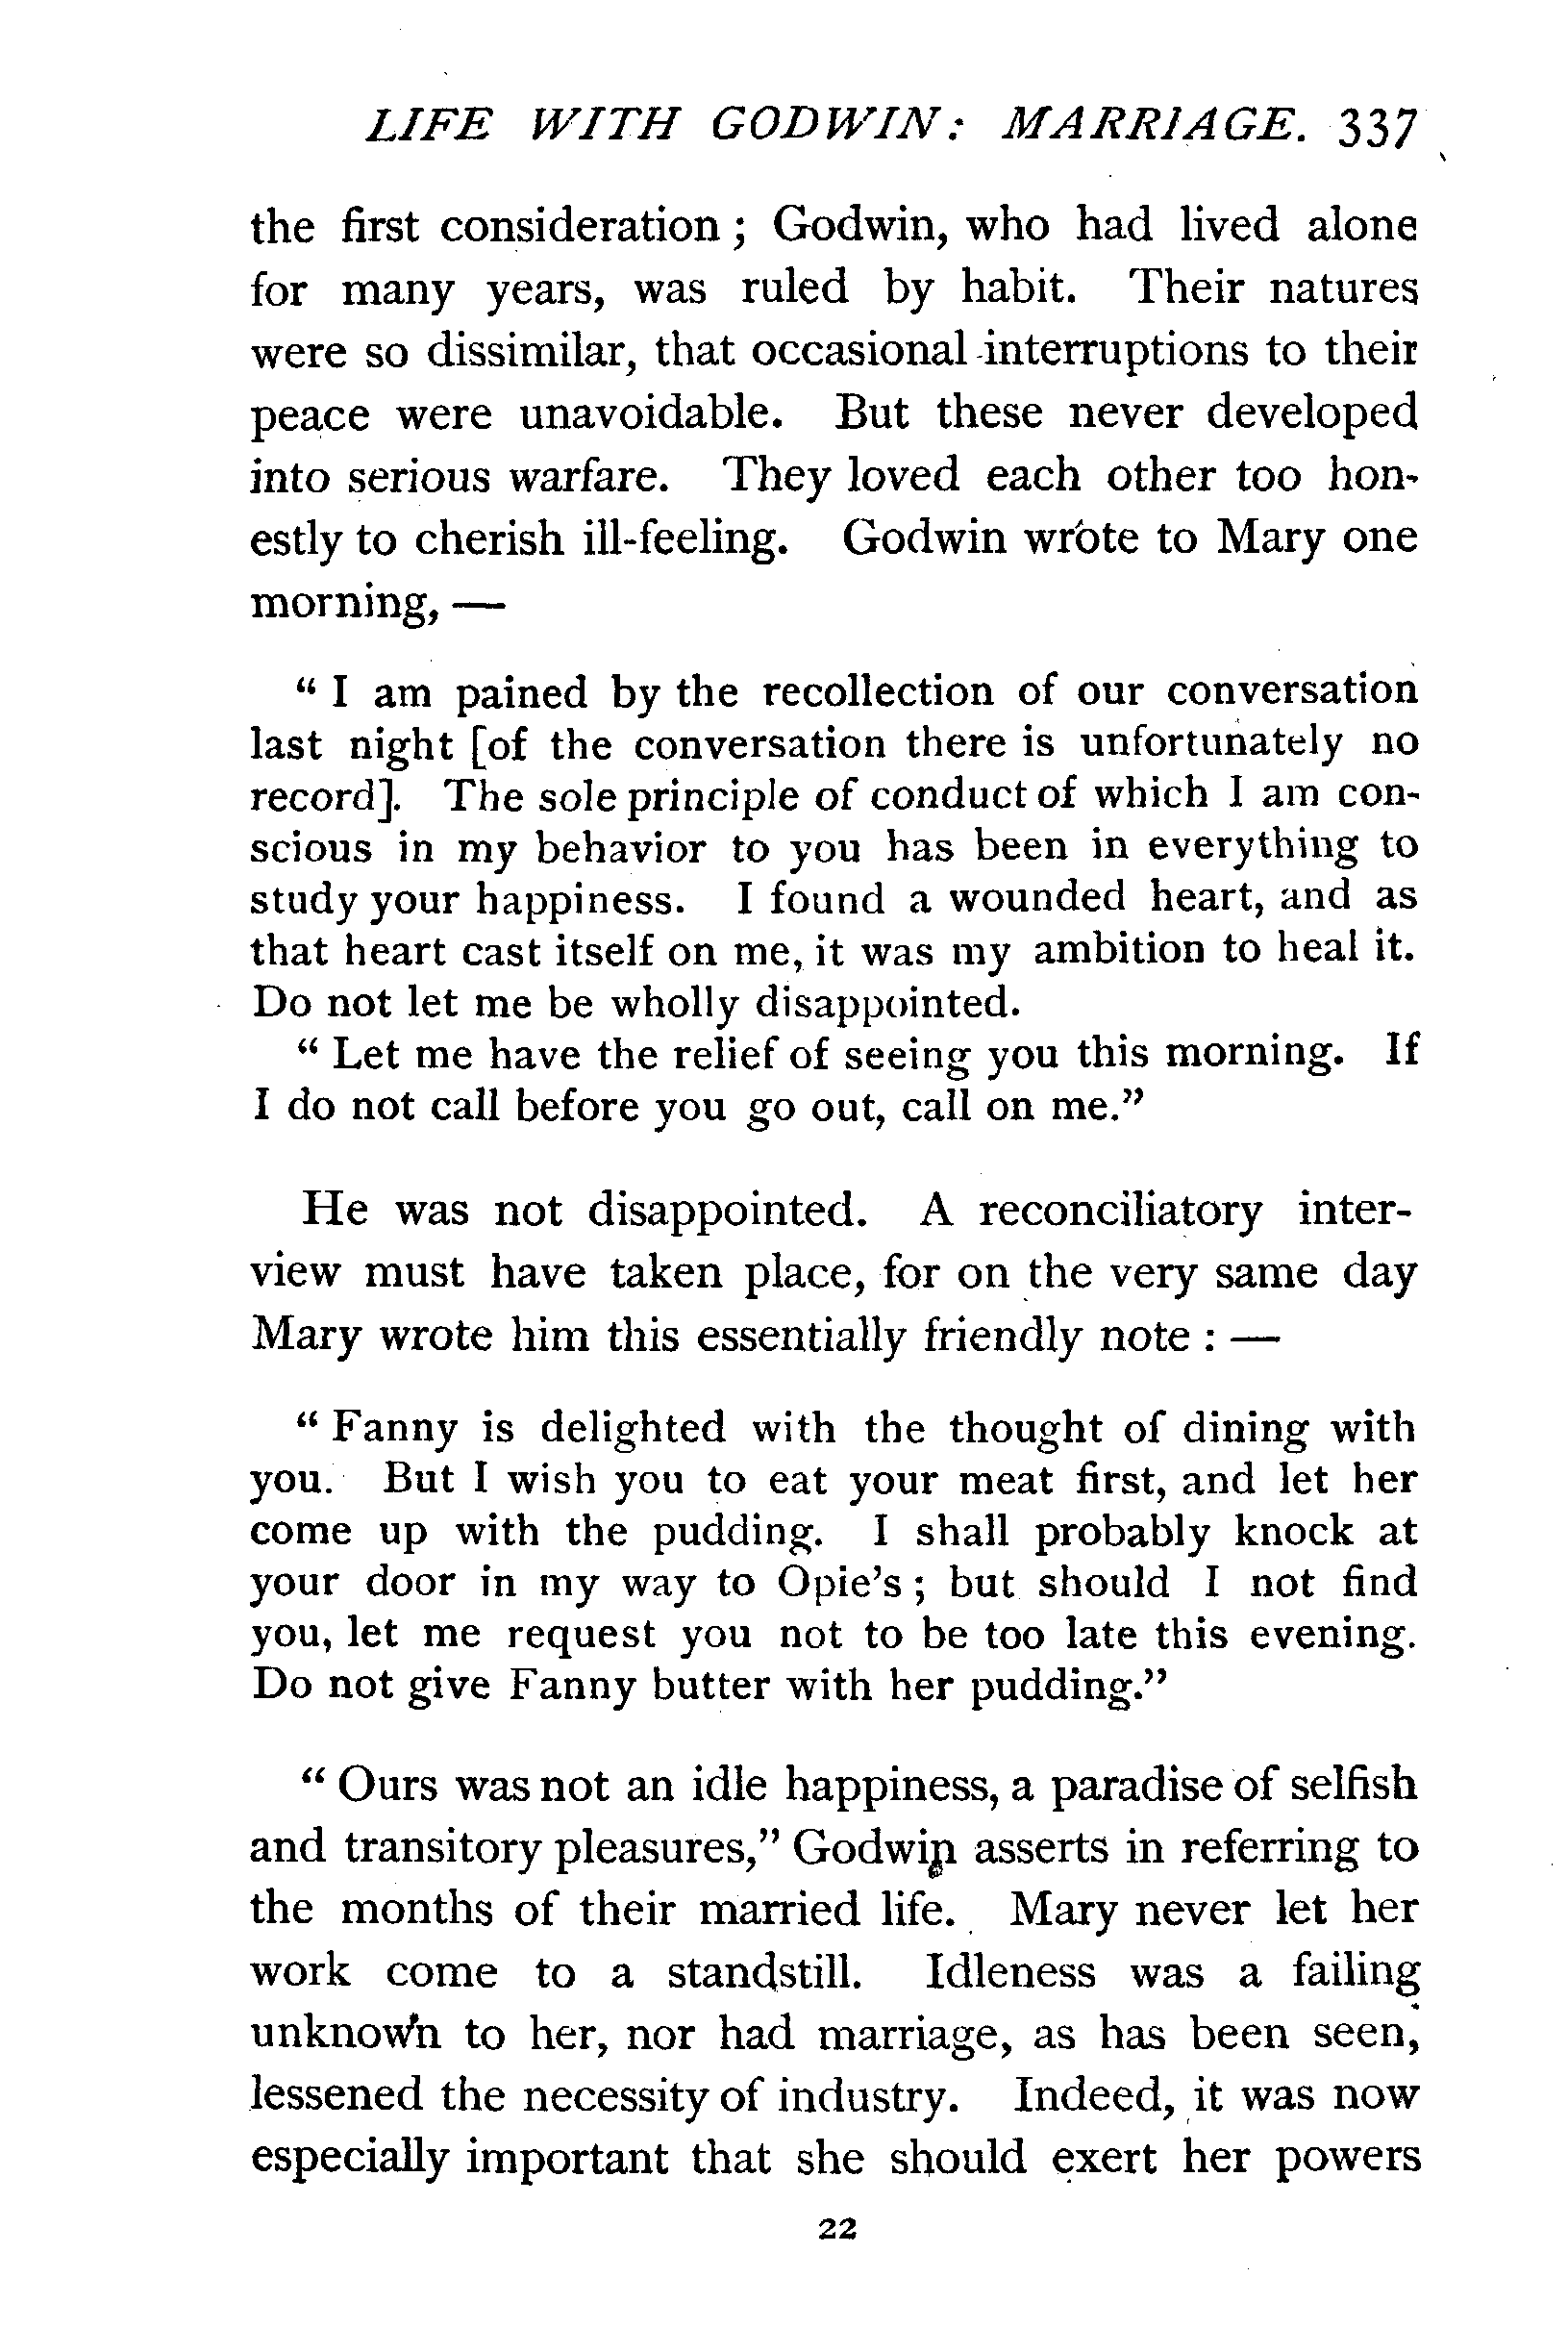 LIFE WITH GODWIN: MARRIAGE. 337
the first consideration; Godwin, who had lived alone
for many years, was ruled by habit. Their natures
were so dissimilar, that occasional interruptions to their
peace were unavoidable. But these never developed
into serious warfare. They loved each other too hon-
estly to cherish ill-feeling. Godwin wrote to Mary one
morning, —
“ I am pained by the recollection of our conversation
last night [of the conversation there is unfortunately no
record]. The sole principle of conduct of which I am con-
scious in my behavior to you has been in everything to
study your happiness. I found a wounded heart, and as
that heart cast itself on me, it was my ambition to heal it.
Do not let me be wholly disappointed.
“ Let me have the relief of seeing you this morning. If
I do not call before you go out, call on me.”
He was not disappointed. A reconciliatory inter-
view must have taken place, for on the very same day
Mary wrote him this essentially friendly note : —
“ Fanny is delighted with the thought of dining with
you. But I wish you to eat your meat first, and let her
come up with the pudding. I shall probably knock at
your door in my way to Opie’s ; but should I not find
you, let me request you not to be too late this evening.
Do not give Fanny butter with her pudding.”
“ Ours was not an idle happiness, a paradise of selfish
and transitory pleasures,” Godwin asserts in referring to
the months of their married life. Mary never let her
work come to a standstill. Idleness was a failing
unknown to her, nor had marriage, as has been seen,
lessened the necessity of industry. Indeed, it was now
especially important that she should exert her powers
22